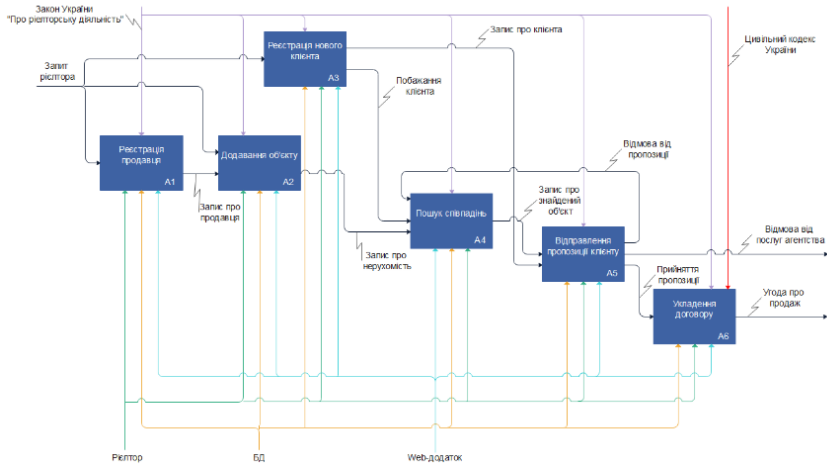 Закон України
"Про рієлторську діяльність"
Запит
рієлтора
Реєстрація нового
клієнта
A3
Запис про клієнта
Цивільний кодекс
України
Побажання
клієнта
Реєстрація
продавця
A1
Додавання об'єкту
A2
Запис про
продавця
Відмова від
пропозиції
Пошук співпадінь
A4
Запис про
знайдений
об'єкт
Запис про
нерухомість
Відправлення
пропозиції клієнту
A5
Відмова від
послуг агентства
Прийняття
пропозиції
Укладення
договору
A6
Угода про
продаж
Рієлтор
БД
Web-додаток